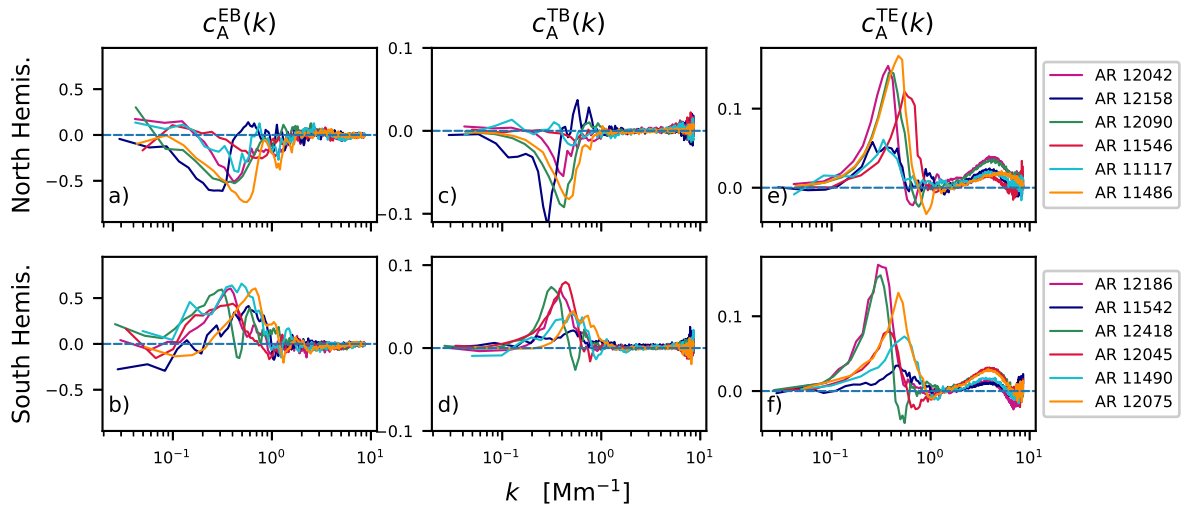 c_A^EB(k) c_A^TB(k) c_A^TE(k)
North Hemis.
0.5
0.0
−0.5
a)
0.1
0.0
−0.1
c)
0.1
0.0
e)
AR 12042
AR 12158
AR 12090
AR 11546
AR 11117
AR 11486
South Hemis.
0.5
0.0
−0.5
b)
0.1
0.0
−0.1
d)
0.1
0.0
f)
AR 12186
AR 11542
AR 12418
AR 12045
AR 11490
AR 12075
10^−1 10^0 10^1 10^−1 10^0 10^1 10^−1 10^0 10^1
k [Mm^−1]